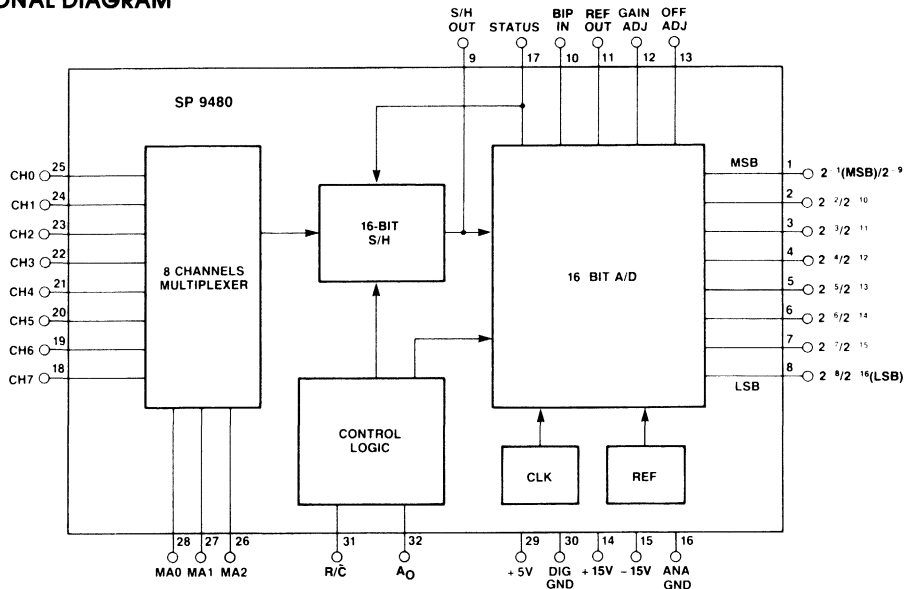 ONAL DIAGRAM
S/H OUT
STATUS
BIP IN
REF OUT
GAIN ADJ
OFF ADJ
9
17
10
11
12
13
SP 9480
CH0 25
CH1 24
CH2 23
CH3 22
CH4 21
CH5 20
CH6 19
CH7 18
8 CHANNELS
MULTIPLEXER
16-BIT
S/H
16 BIT A/D
CONTROL
LOGIC
CLK
REF
MSB
1 2⁻¹(MSB)/2⁻⁹
2 2⁻²/2⁻¹⁰
3 2⁻³/2⁻¹¹
4 2⁻⁴/2⁻¹²
5 2⁻⁵/2⁻¹³
6 2⁻⁶/2⁻¹⁴
7 2⁻⁷/2⁻¹⁵
8 2⁻⁸/2⁻¹⁶(LSB)
LSB
28
27
26
31
32
29
30
14
15
16
MA0
MA1
MA2
R/C̅
A₀
+5V
DIG GND
+15V
-15V
ANA GND